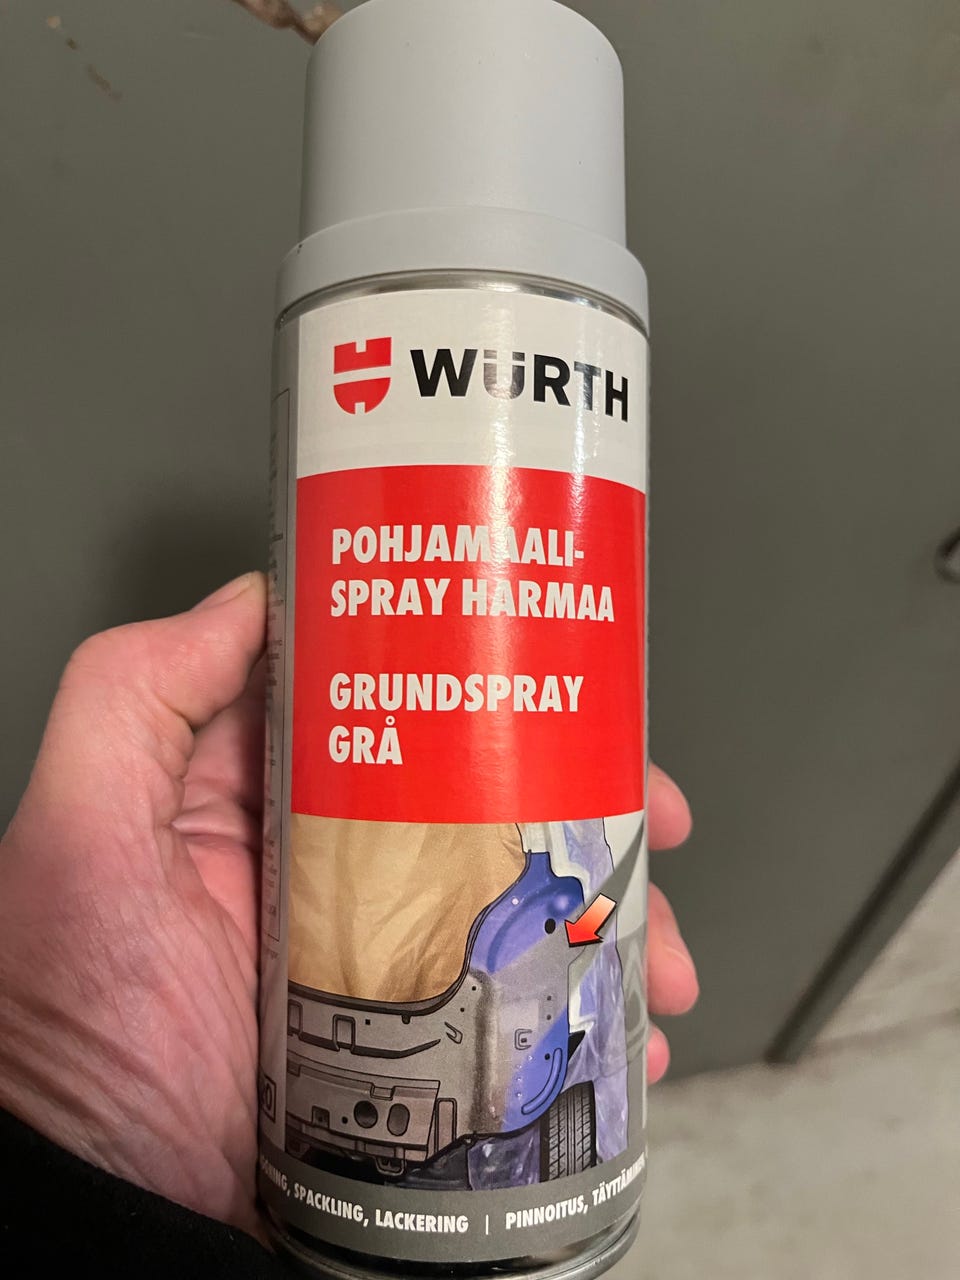 WÜRTH
POHJAMAALI-
SPRAY HARMAA
GRUNDSPRAY
GRÅ
SPACKLING, LACKERING | PINNOITUS,